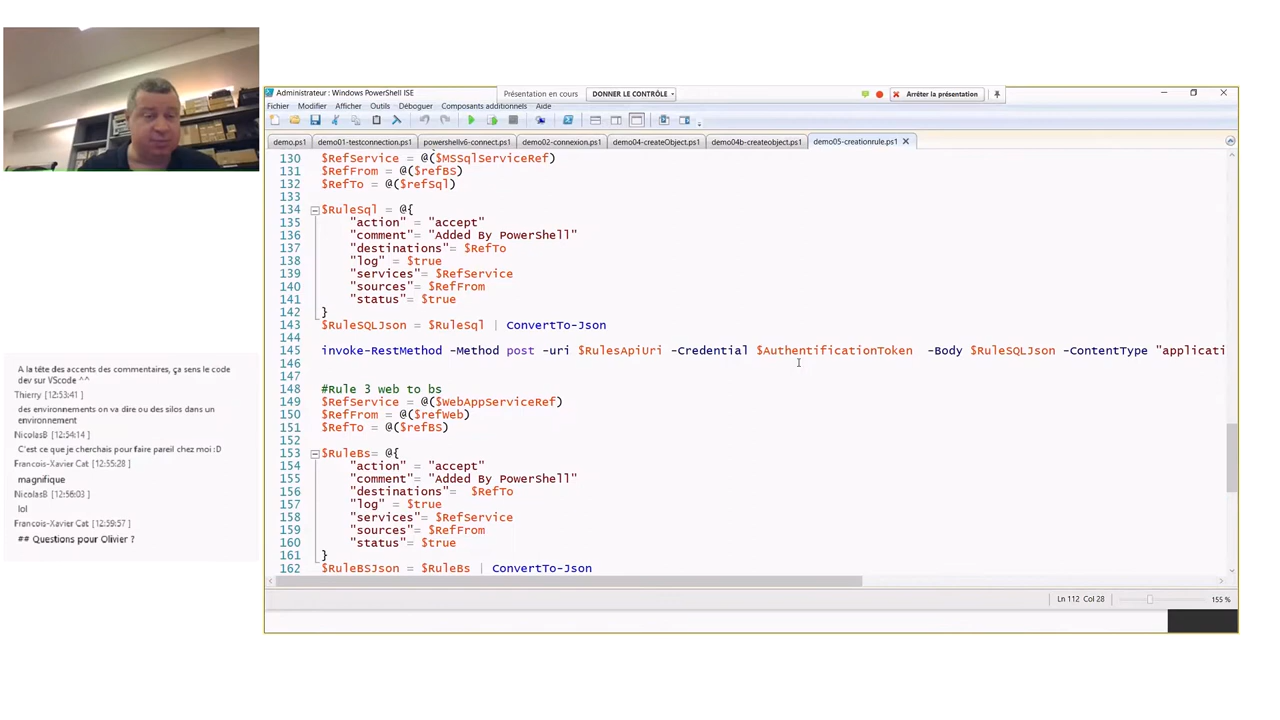 Administrateur : Windows PowerShell ISE
Présentation en cours
DONNER LE CONTRÔLE
Arrêter la présentation
Fichier Modifier Afficher Outils Déboguer Composants additionnels Aide
demo.ps1 demo01-testconnection.ps1 powershellv6-connect.ps1 demo02-connexion.ps1 demo04-createObject.ps1 demo04b-createobject.ps1 demo05-creationrule.ps1
130 $RefService = @($MSSqlServiceRef)
131 $RefFrom = @($refBS)
132 $RefTo = @($refSql)
133
134 $RuleSql = @{
135 "action" = "accept"
136 "comment"= "Added By PowerShell"
137 "destinations"= $RefTo
138 "log" = $true
139 "services"= $RefService
140 "sources"= $RefFrom
141 "status"= $true
142 }
143 $RuleSQLJson = $RuleSql | ConvertTo-Json
144
145 invoke-RestMethod -Method post -uri $RulesApiUri -Credential $AuthentificationToken -Body $RuleSQLJson -ContentType "applicati
146
147
148 #Rule 3 web to bs
149 $RefService = @($WebAppServiceRef)
150 $RefFrom = @($refWeb)
151 $RefTo = @($refBS)
152
153 $RuleBs= @{
154 "action" = "accept"
155 "comment"= "Added By PowerShell"
156 "destinations"= $RefTo
157 "log" = $true
158 "services"= $RefService
159 "sources"= $RefFrom
160 "status"= $true
161 }
162 $RuleBSJson = $RuleBs | ConvertTo-Json
Ln 112 Col 28
155 %
A la tête des accents des commentaires, ça sens le code
dev sur VScode ^^
Thierry [12:53:41]
des environnements on va dire ou des silos dans un
environnement
NicolasB [12:54:14]
C'est ce que je cherchais pour faire pareil chez moi :D
Francois-Xavier Cat [12:55:28]
magnifique
NicolasB [12:56:03]
lol
Francois-Xavier Cat [12:59:57]
## Questions pour Olivier ?